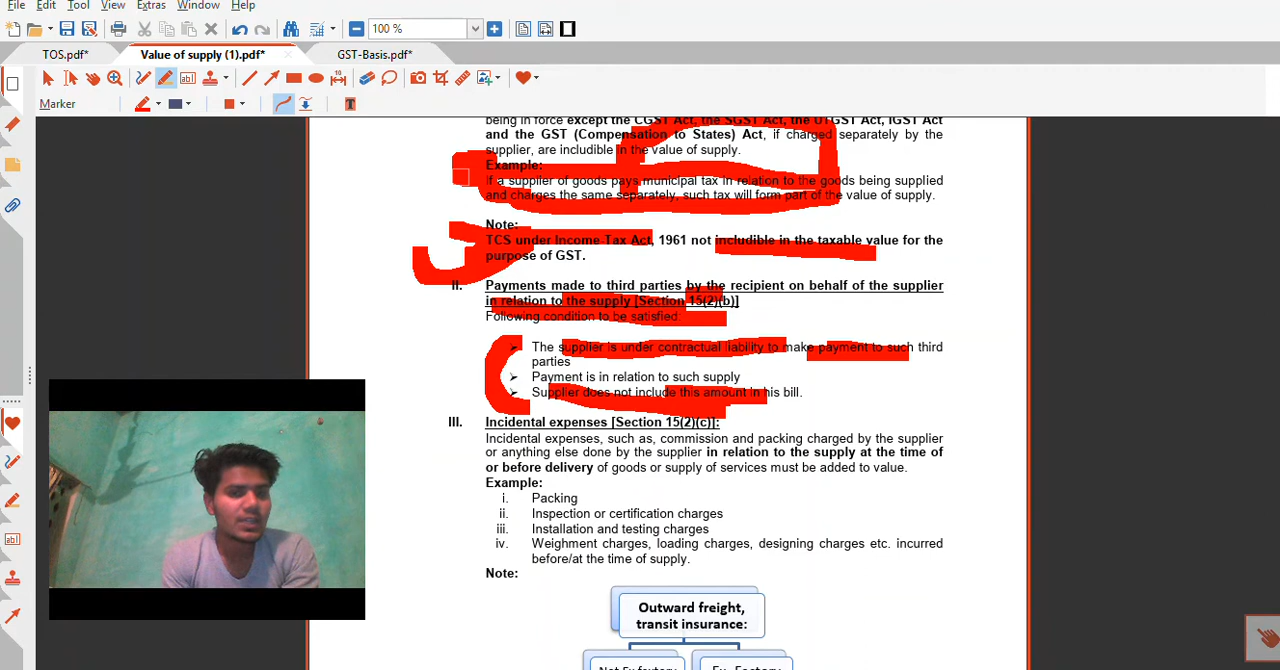 File Edit View Tool Extras Window Help
100 %
TOS.pdf* Value of supply (1).pdf* GST-Basis.pdf*
Marker
being in force except the CGST Act, the SGST Act, the UTGST Act, IGST Act
and the GST (Compensation to States) Act, if charged separately by the
supplier, are includible in the value of supply.
Example:
If a supplier of goods pays municipal tax in relation to the goods being supplied
and charges the same separately, such tax will form part of the value of supply.
Note:
TCS under Income Tax Act, 1961 not includible in the taxable value for the
purpose of GST.
II. Payments made to third parties by the recipient on behalf of the supplier
in relation to the supply [Section 15(2)(b)]
Following condition to be satisfied:
➢ The supplier is under contractual liability to make payment to such third
parties
➢ Payment is in relation to such supply
➢ Supplier does not include this amount in his bill.
III. Incidental expenses [Section 15(2)(c)]:
Incidental expenses, such as, commission and packing charged by the supplier
or anything else done by the supplier in relation to the supply at the time of
or before delivery of goods or supply of services must be added to value.
Example:
i. Packing
ii. Inspection or certification charges
iii. Installation and testing charges
iv. Weighment charges, loading charges, designing charges etc. incurred
before/at the time of supply.
Note:
Outward freight,
transit insurance: